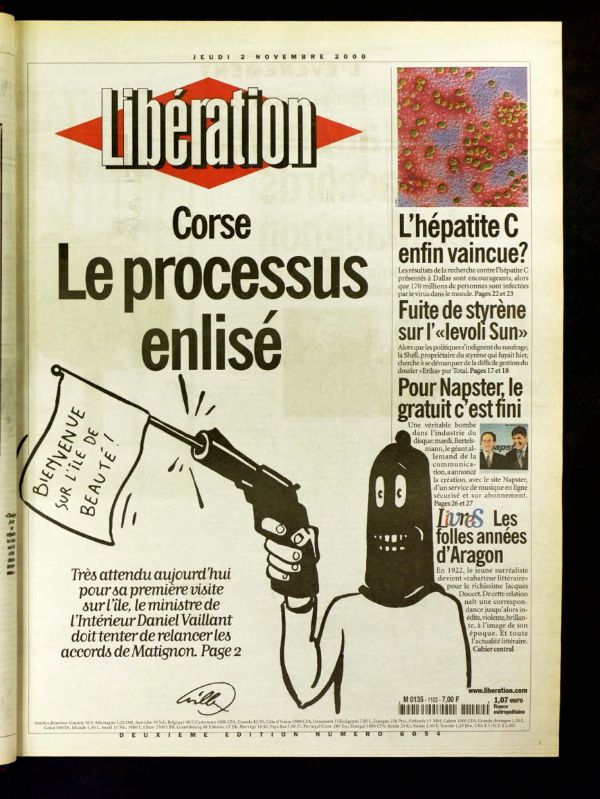 JEUDI 2 NOVEMBRE 2000
Libération
Corse
Le processus
enlisé
BIENVENUE
SUR L'ÎLE DE
BEAUTÉ!
Très attendu aujourd'hui
pour sa première visite
sur l'île, le ministre de
l'Intérieur Daniel Vaillant
doit tenter de relancer les
accords de Matignon. Page 2
L'hépatite C
enfin vaincue?
Les résultats de la recherche contre l'hépatite C
présentés à Dallas sont encourageants, alors
que 170 millions de personnes sont infectées
par le virus dans le monde. Pages 22 et 23
Fuite de styrène
sur l'«Ievoli Sun»
Alors que les politiques s'indignent du naufrage,
la Shell, propriétaire du styrène qui fuyait hier,
cherche à se démarquer de la difficile gestion du
dossier «Erika» par Total. Pages 17 et 18
Pour Napster, le
gratuit c'est fini
Une véritable bombe
dans l'industrie du
disque: mardi, Bertels-
mann, le géant al-
lemand de la
communica-
tion, a annoncé
la création, avec le site Napster,
d'un service de musique en ligne
sécurisé et sur abonnement.
Pages 26 et 27
Livres Les
folles années
d'Aragon
En 1922, le jeune surréaliste
devient «rabatteur littéraire»
pour le richissime Jacques
Doucet. De cette relation
naît une correspon-
dance jusqu'alors in-
édite, violente, brillan-
te, à l'image de son
époque. Et toute
l'actualité littéraire.
Cahier central
www.liberation.com
M 0135 - 1102 - 7,00 F
1,07 euro
France
métropolitaine
DEUXIEME EDITION NUMERO 6054